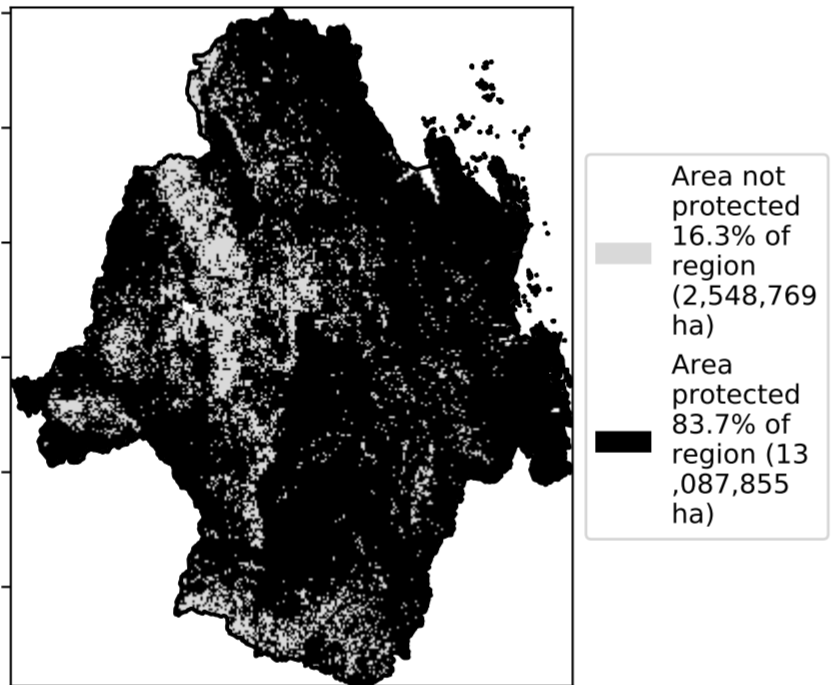 Area not
protected
16.3% of
region
(2,548,769
ha)
Area
protected
83.7% of
region (13
,087,855
ha)